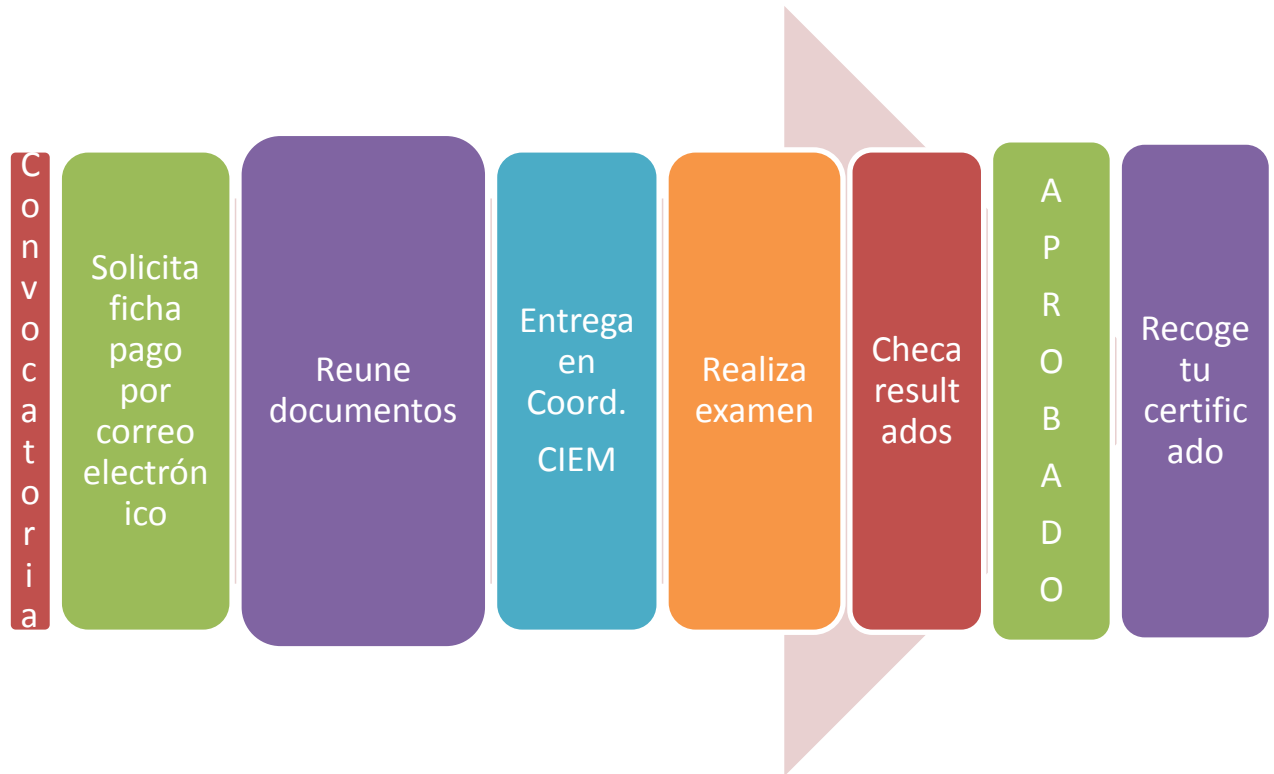 Convocatoria
Solicita
ficha
pago
por
correo
electrón
ico
Reune
documentos
Entrega
en
Coord.
CIEM
Realiza
examen
Checa
result
ados
APROBADO
Recoge
tu
certific
ado